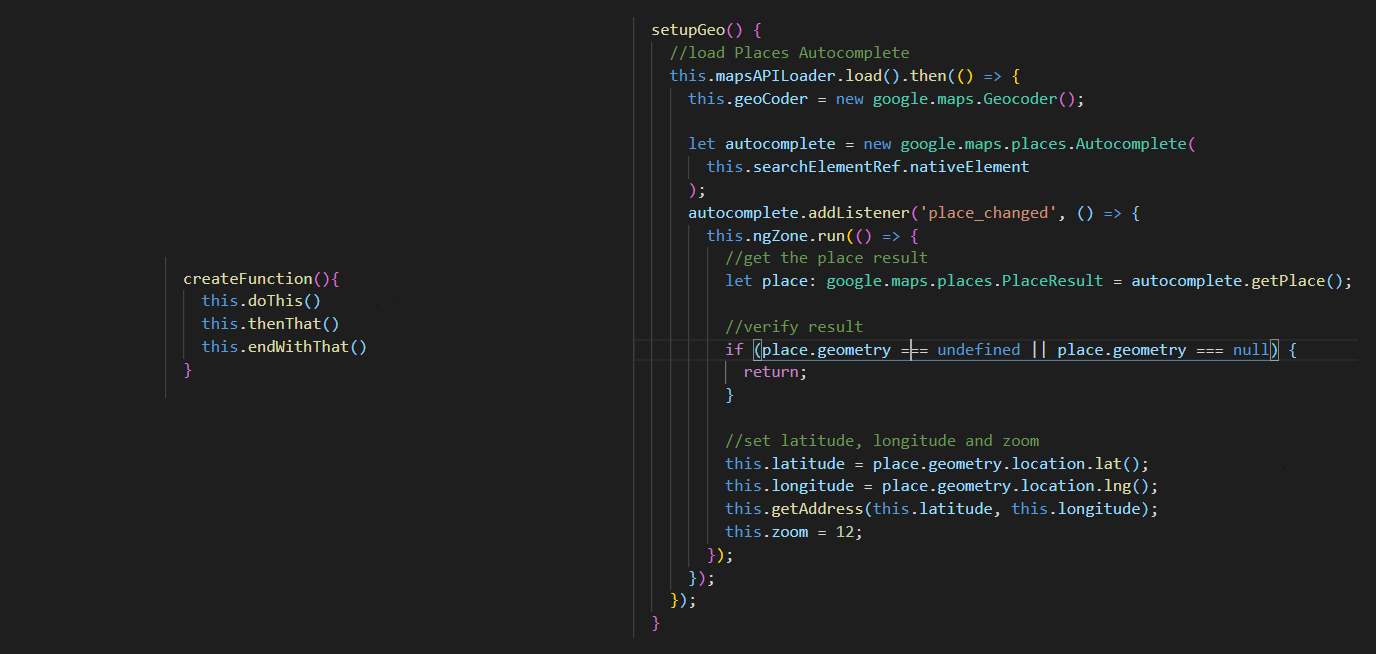 createFunction(){
this.doThis()
this.thenThat()
this.endWithThat()
}
setupGeo() {
//load Places Autocomplete
this.mapsAPILoader.load().then(() => {
this.geoCoder = new google.maps.Geocoder();
let autocomplete = new google.maps.places.Autocomplete(
this.searchElementRef.nativeElement
);
autocomplete.addListener('place_changed', () => {
this.ngZone.run(() => {
//get the place result
let place: google.maps.places.PlaceResult = autocomplete.getPlace();
//verify result
if (place.geometry === undefined || place.geometry === null) {
return;
}
//set latitude, longitude and zoom
this.latitude = place.geometry.location.lat();
this.longitude = place.geometry.location.lng();
this.getAddress(this.latitude, this.longitude);
this.zoom = 12;
});
});
});
}